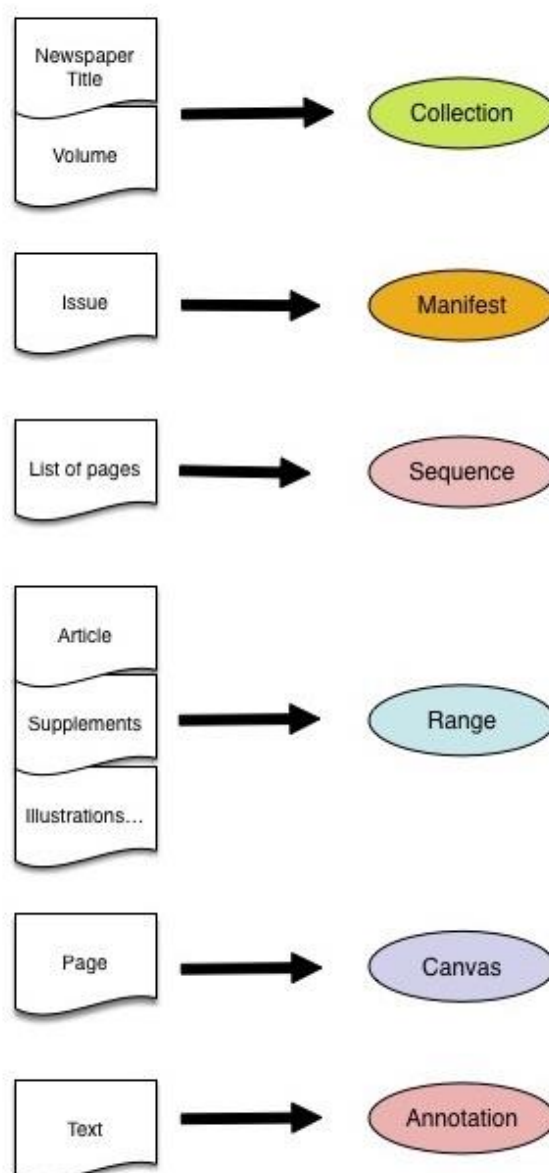 Newspaper
Title
Volume
Collection
Issue
Manifest
List of pages
Sequence
Article
Supplements
Illustrations…
Range
Page
Canvas
Text
Annotation